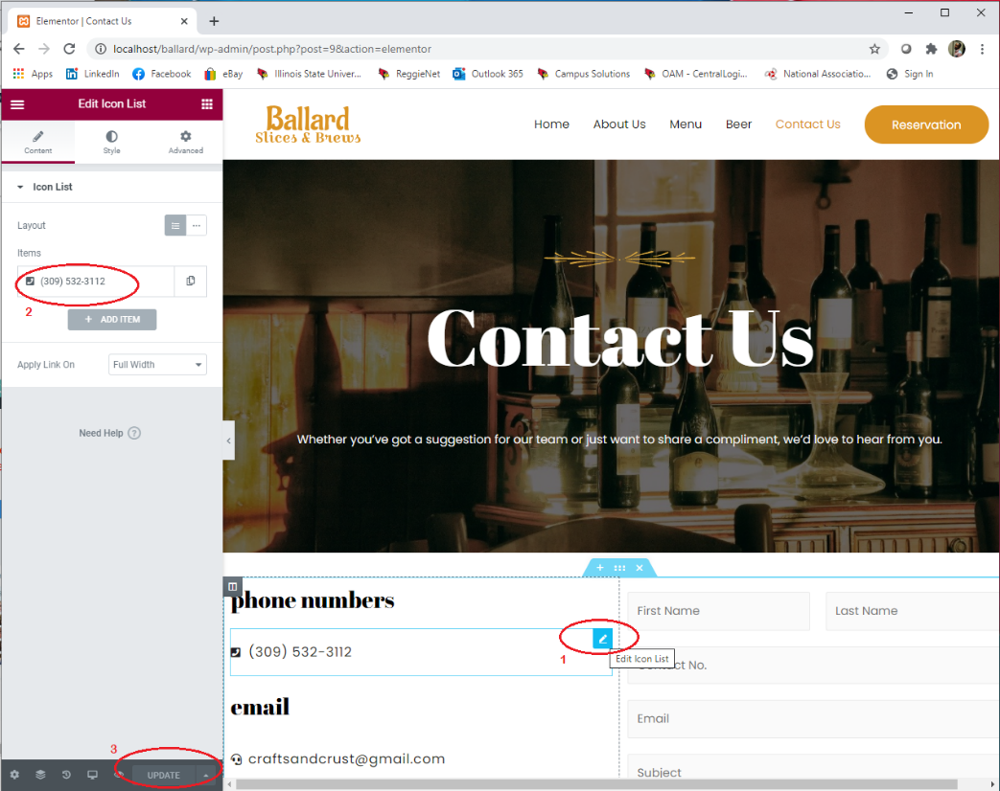 Elementor | Contact Us
localhost/ballard/wp-admin/post.php?post=9&action=elementor
Apps LinkedIn Facebook eBay Illinois State Univer... ReggieNet Outlook 365 Campus Solutions OAM - CentralLogi... National Associatio... Sign In
Edit Icon List
Content Style Advanced
Icon List
Layout
Items
(309) 532-3112
2
+ ADD ITEM
Apply Link On Full Width
Need Help ?
3
UPDATE
Ballard
Slices & Brews
Home About Us Menu Beer Contact Us Reservation
Contact Us
Whether you've got a suggestion for our team or just want to share a compliment, we'd love to hear from you.
phone numbers
(309) 532-3112
1
Edit Icon List
email
craftsandcrust@gmail.com
First Name Last Name
Contact No.
Email
Subject